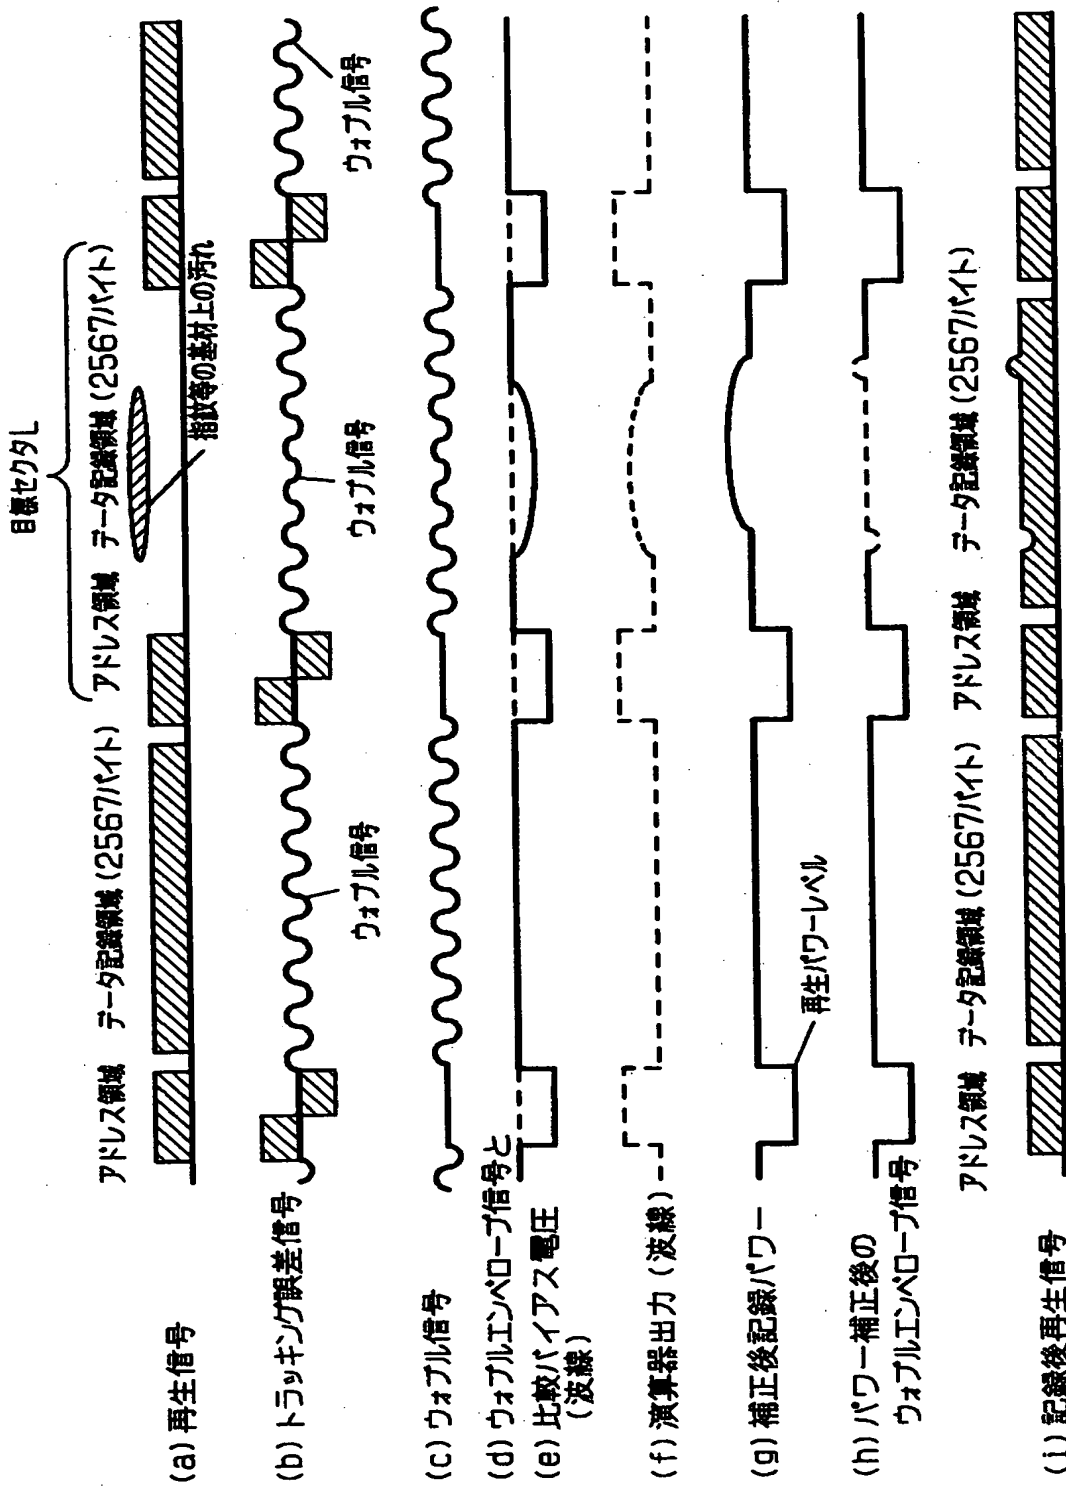 目標セクタL
アドレス領域 データ記録領域 (2567バイト) アドレス領域 データ記録領域 (2567バイト)
指紋等の基材上の汚れ
(a) 再生信号
(b) トラッキング誤差信号
ウォブル信号
ウォブル信号
ウォブル信号
(c) ウォブル信号
(d) ウォブルエンベロープ信号と
(e) 比較バイアス電圧
(波線)
(f) 演算器出力 (波線)
(g) 補正後記録パワー
再生パワーレベル
(h) パワー補正後の
ウォブルエンベロープ信号
アドレス領域 データ記録領域 (2567バイト) アドレス領域 データ記録領域 (2567バイト)
(i) 記録後再生信号